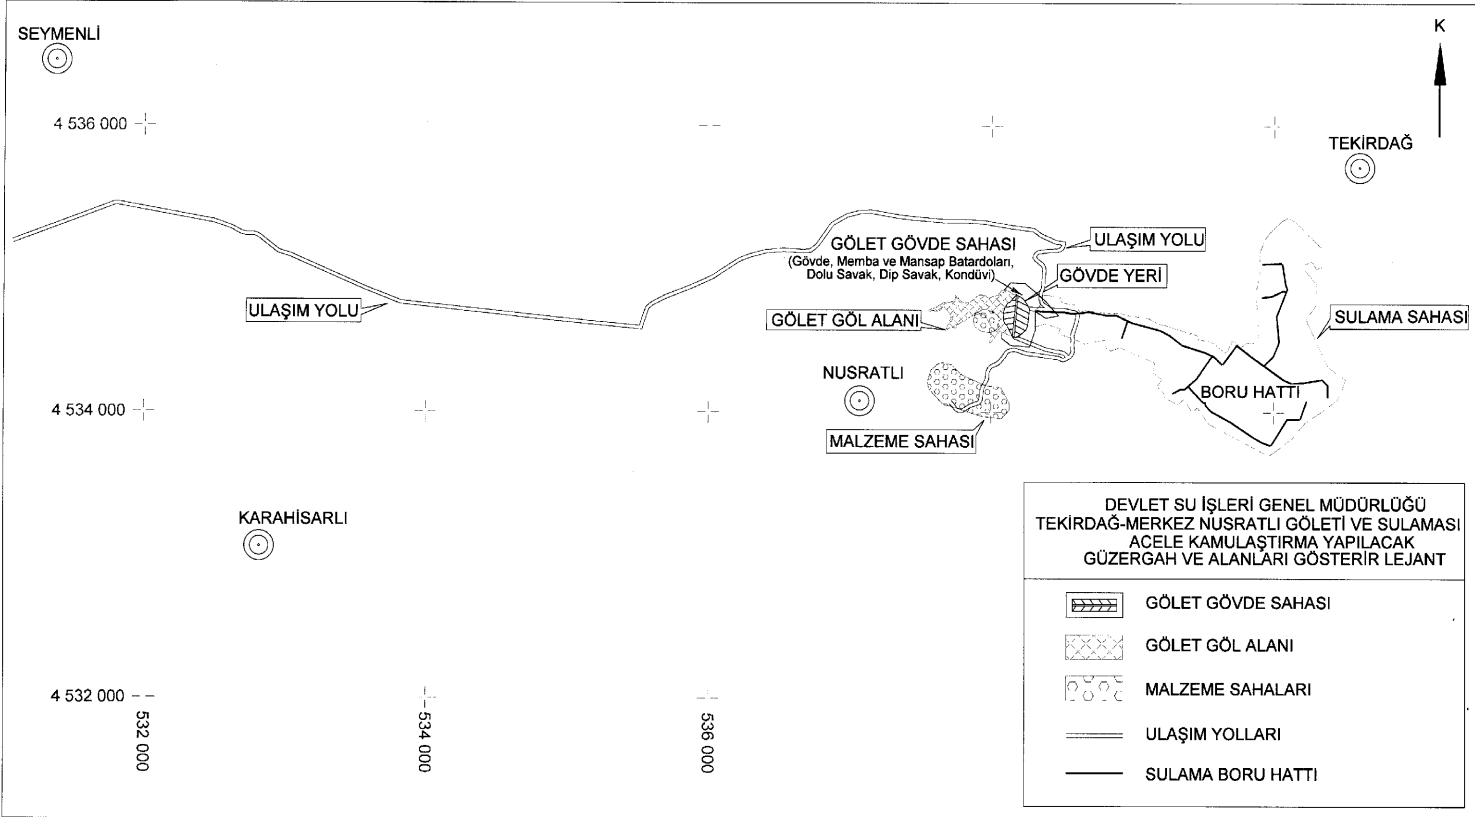 SEYMENLİ
K
4 536 000
TEKİRDAĞ
GÖLET GÖVDE SAHASI
(Gövde, Memba ve Mansap Batardoları,
Dolu Savak, Dip Savak, Kondüvi)
ULAŞIM YOLU
GÖVDE YERİ
ULAŞIM YOLU
GÖLET GÖL ALANI
SULAMA SAHASI
NUSRATLI
BORU HATTI
4 534 000
MALZEME SAHASI
KARAHİSARLI
DEVLET SU İŞLERİ GENEL MÜDÜRLÜĞÜ
TEKİRDAĞ-MERKEZ NUSRATLI GÖLETİ VE SULAMASI
ACELE KAMULAŞTIRMA YAPILACAK
GÜZERGAH VE ALANLARI GÖSTERİR LEJANT
GÖLET GÖVDE SAHASI
GÖLET GÖL ALANI
MALZEME SAHALARI
ULAŞIM YOLLARI
SULAMA BORU HATTI
4 532 000
532 000
534 000
536 000